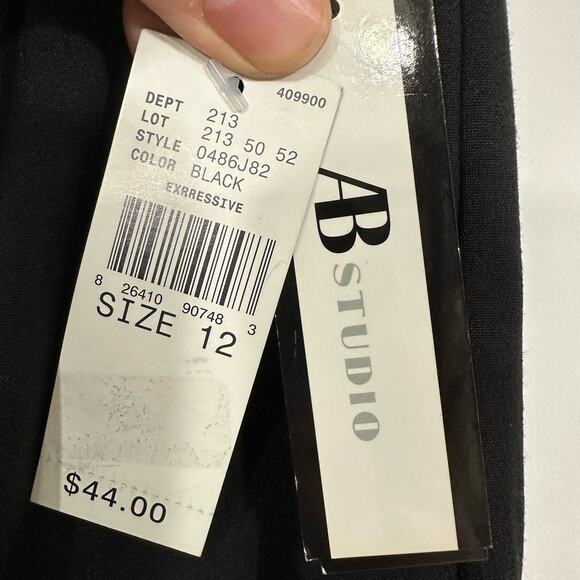 409900
DEPT 213
LOT 213 50 52
STYLE 0486J82
COLOR BLACK
EXRRESSIVE
8 26410 90748 3
SIZE 12
$44.00
AB STUDIO